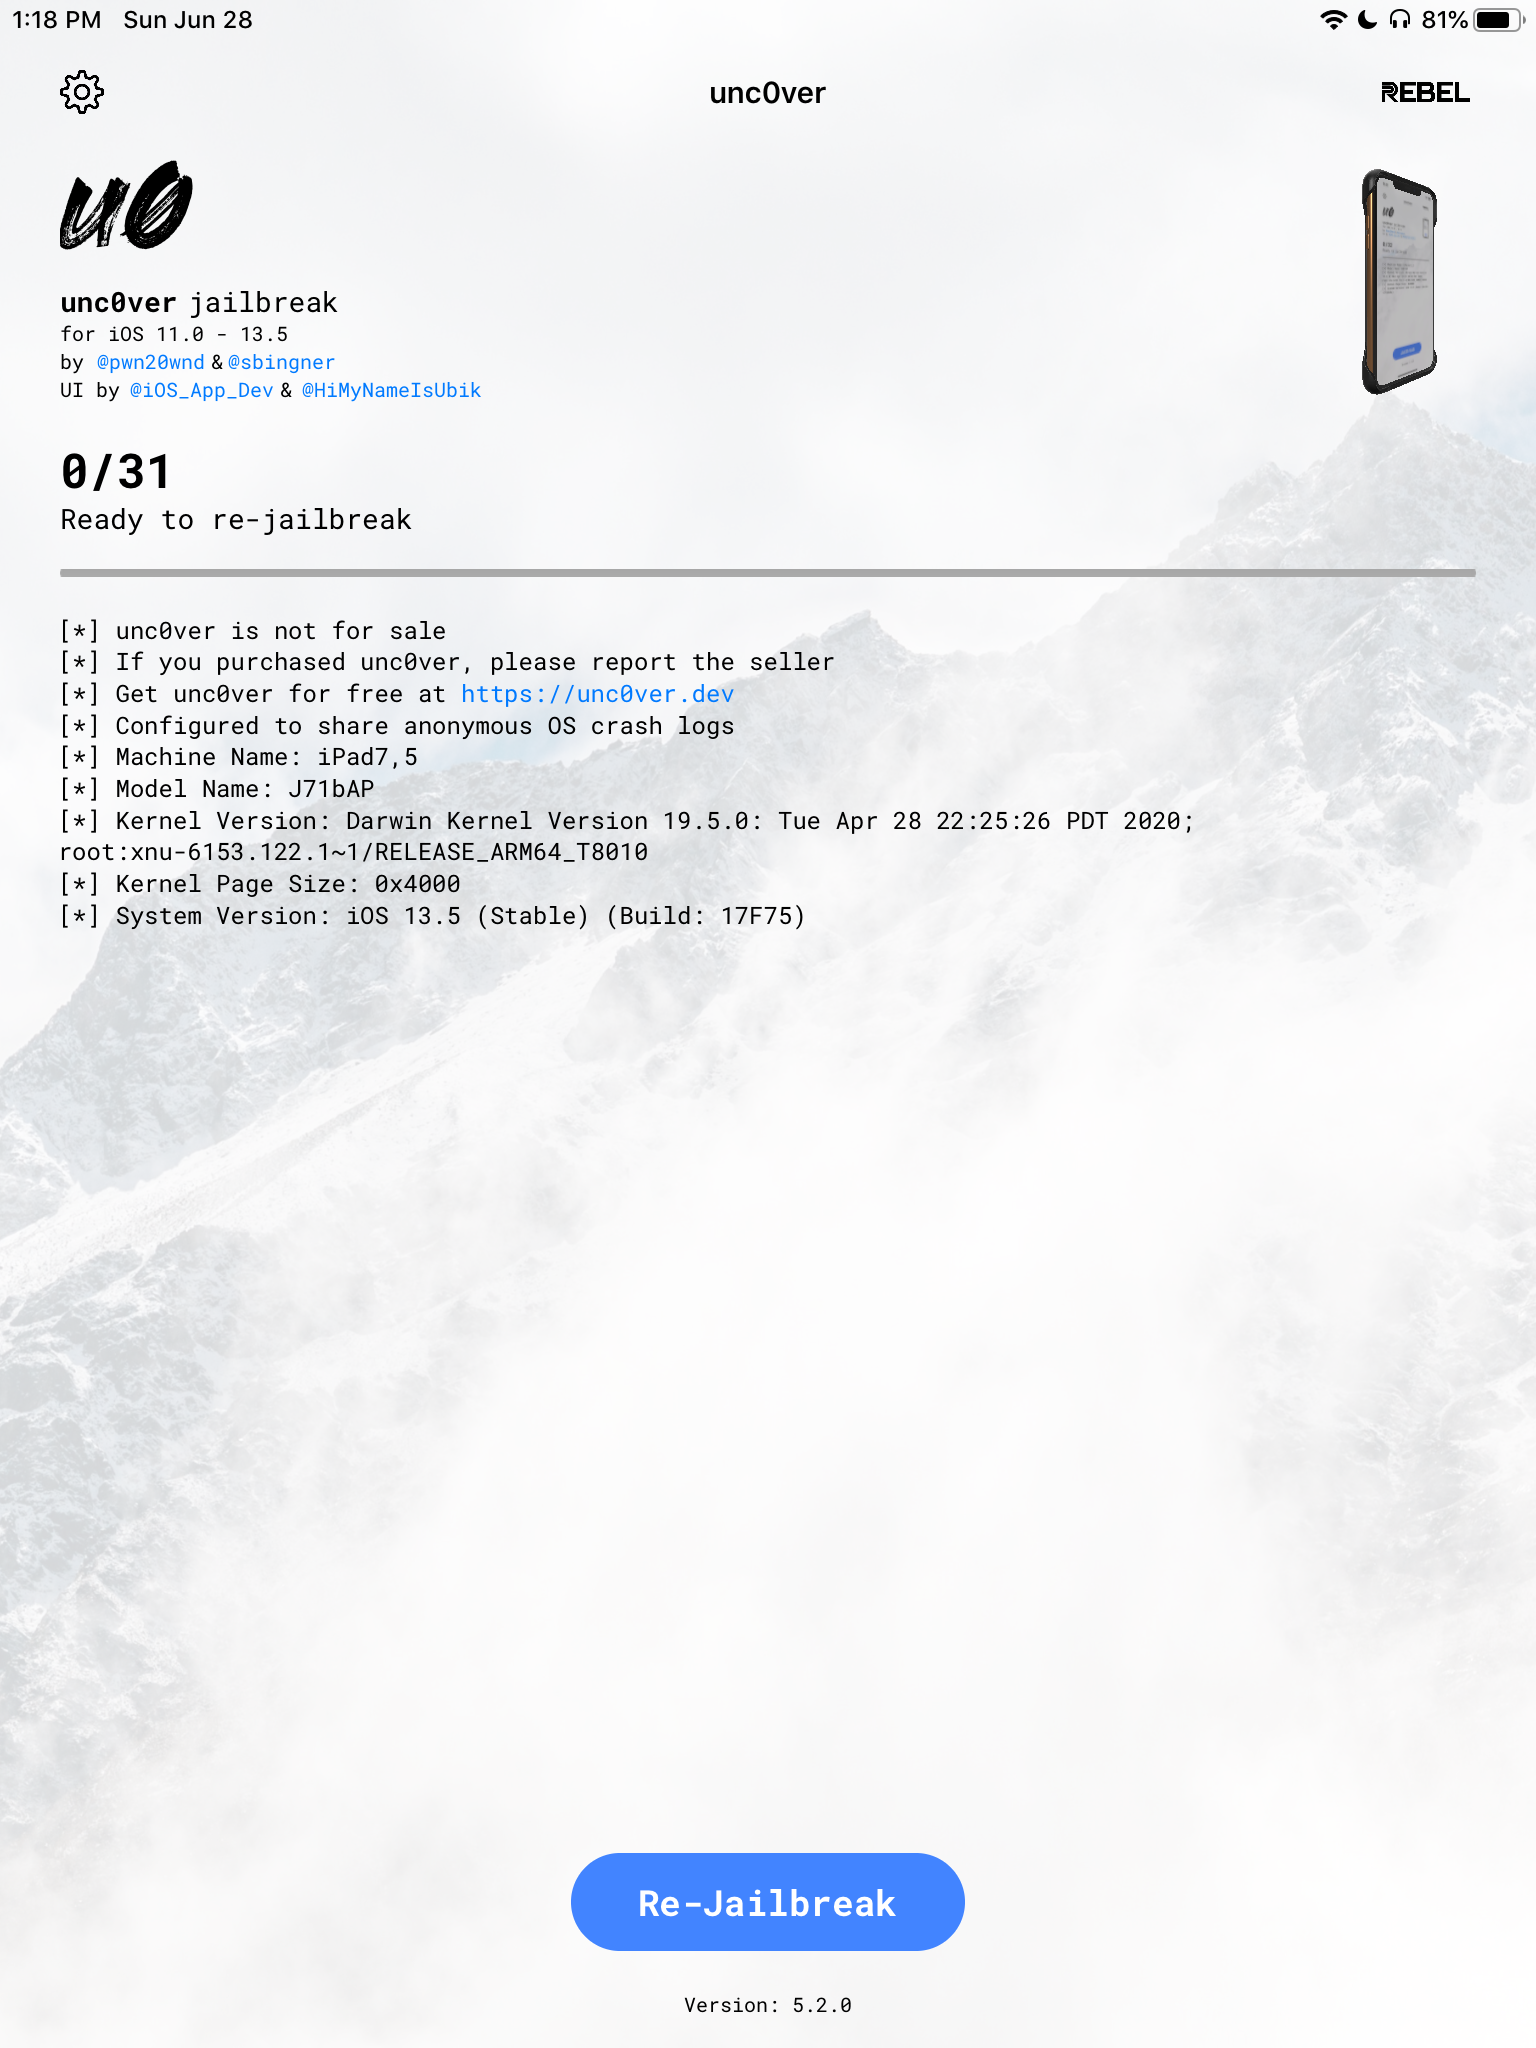 1:18 PM Sun Jun 28 81%
unc0ver
REBEL
u0
unc0ver jailbreak
for iOS 11.0 - 13.5
by @pwn20wnd & @sbingner
UI by @iOS_App_Dev & @HiMyNameIsUbik
0/31
Ready to re-jailbreak
[*] unc0ver is not for sale
[*] If you purchased unc0ver, please report the seller
[*] Get unc0ver for free at https://unc0ver.dev
[*] Configured to share anonymous OS crash logs
[*] Machine Name: iPad7,5
[*] Model Name: J71bAP
[*] Kernel Version: Darwin Kernel Version 19.5.0: Tue Apr 28 22:25:26 PDT 2020;
root:xnu-6153.122.1~1/RELEASE_ARM64_T8010
[*] Kernel Page Size: 0x4000
[*] System Version: iOS 13.5 (Stable) (Build: 17F75)
Re-Jailbreak
Version: 5.2.0